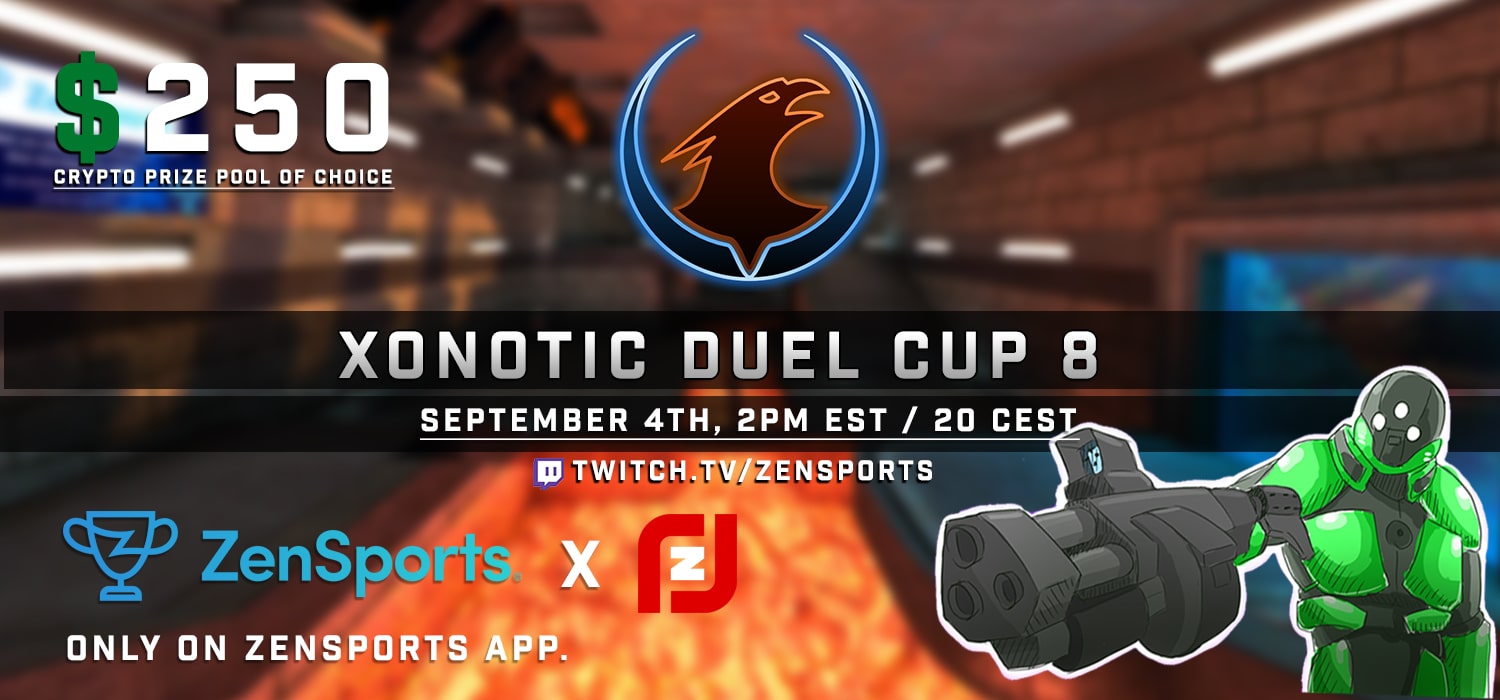 $250
CRYPTO PRIZE POOL OF CHOICE
XONOTIC DUEL CUP 8
SEPTEMBER 4TH, 2PM EST / 20 CEST
TWITCH.TV/ZENSPORTS
Z ZenSports® X Z
ONLY ON ZENSPORTS APP.